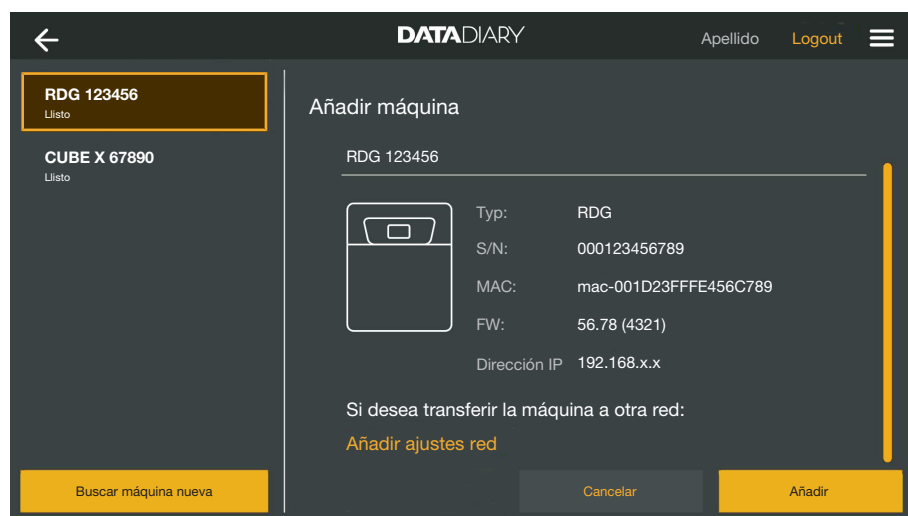 DATADIARY
Apellido
Logout
RDG 123456
Llisto
CUBE X 67890
Llisto
Buscar máquina nueva
Añadir máquina
RDG 123456
Typ: RDG
S/N: 000123456789
MAC: mac-001D23FFFE456C789
FW: 56.78 (4321)
Dirección IP 192.168.x.x
Si desea transferir la máquina a otra red:
Añadir ajustes red
Cancelar
Añadir